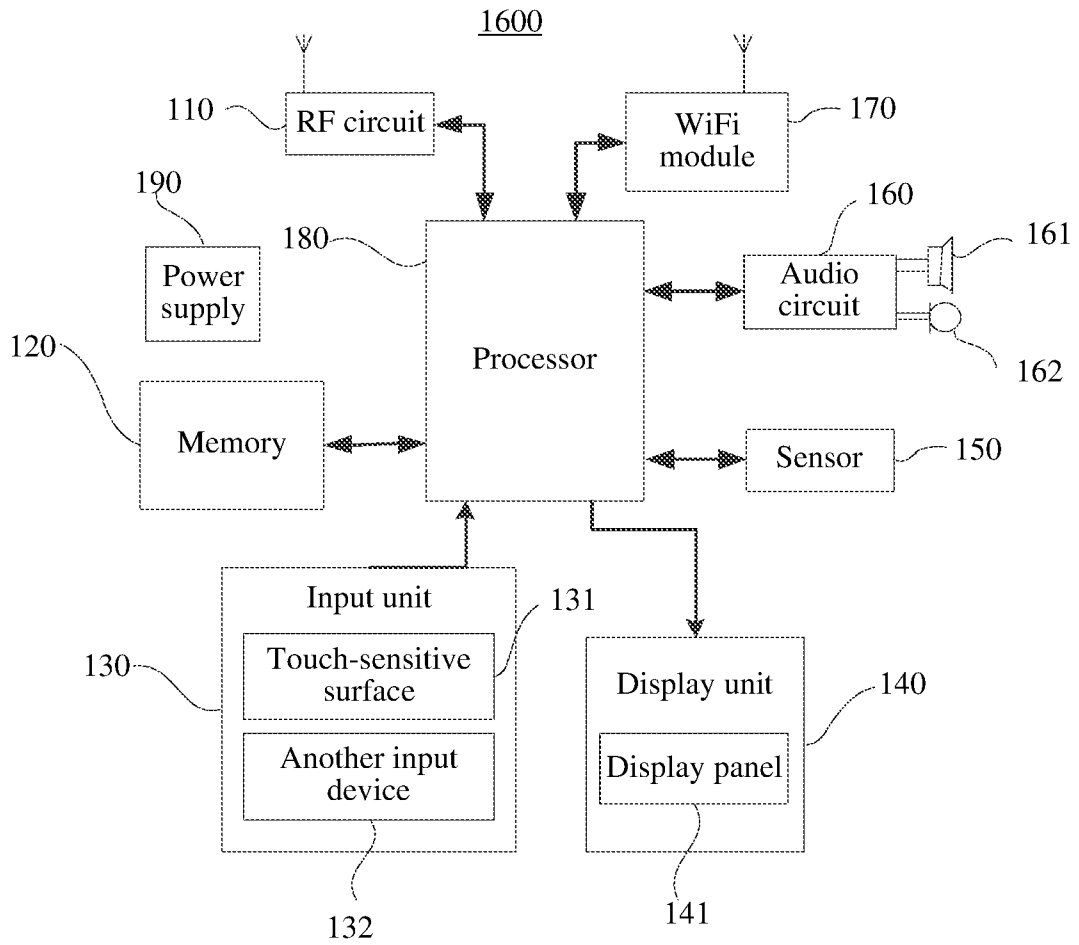 1600
110
RF circuit
WiFi
module
170
190
180
160
161
Power
supply
Audio
circuit
162
120
Processor
Memory
Sensor
150
Input unit
131
130
Touch-sensitive
surface
Display unit
140
Another input
device
Display panel
132
141